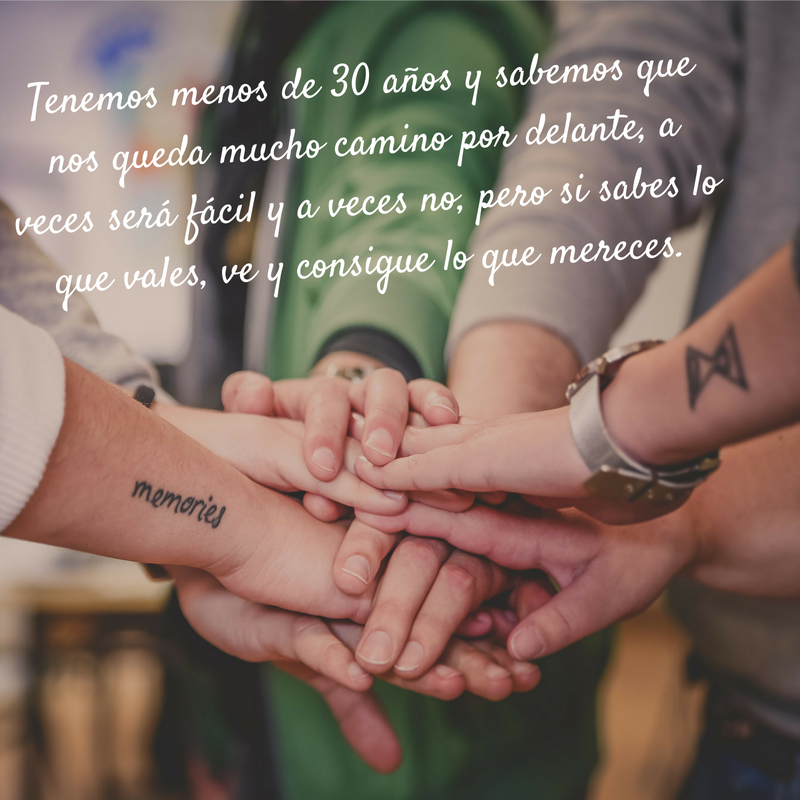 Tenemos menos de 30 años y sabemos que
nos queda mucho camino por delante, a
veces será fácil y a veces no, pero si sabes lo
que vales, ve y consigue lo que mereces.
memories